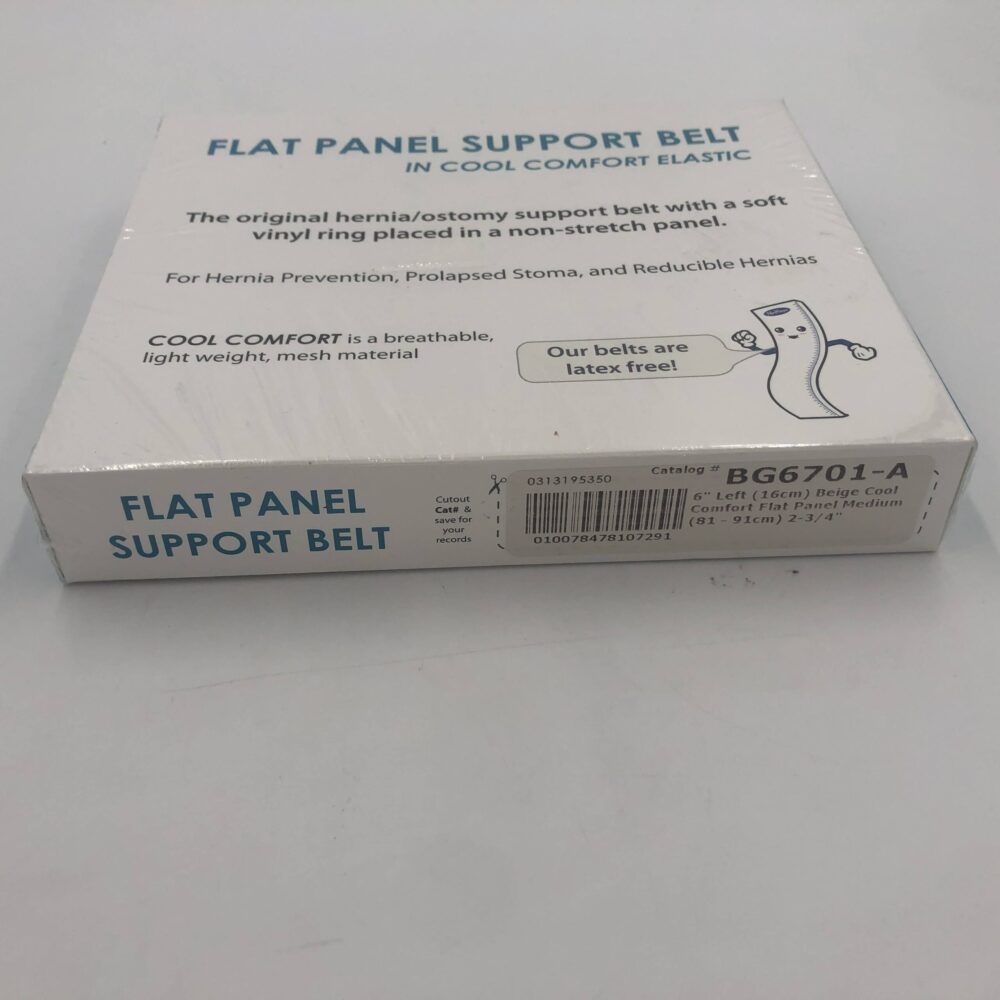 FLAT PANEL SUPPORT BELT
IN COOL COMFORT ELASTIC
The original hernia/ostomy support belt with a soft
vinyl ring placed in a non-stretch panel.
For Hernia Prevention, Prolapsed Stoma, and Reducible Hernias
COOL COMFORT is a breathable,
light weight, mesh material
Our belts are
latex free!
FLAT PANEL
SUPPORT BELT
Cutout
Cat# &
save for
your
records
0313195350
Catalog # BG6701-A
6" Left (16cm) Beige Cool
Comfort Flat Panel Medium
(81 - 91cm) 2-3/4"
010078478107291